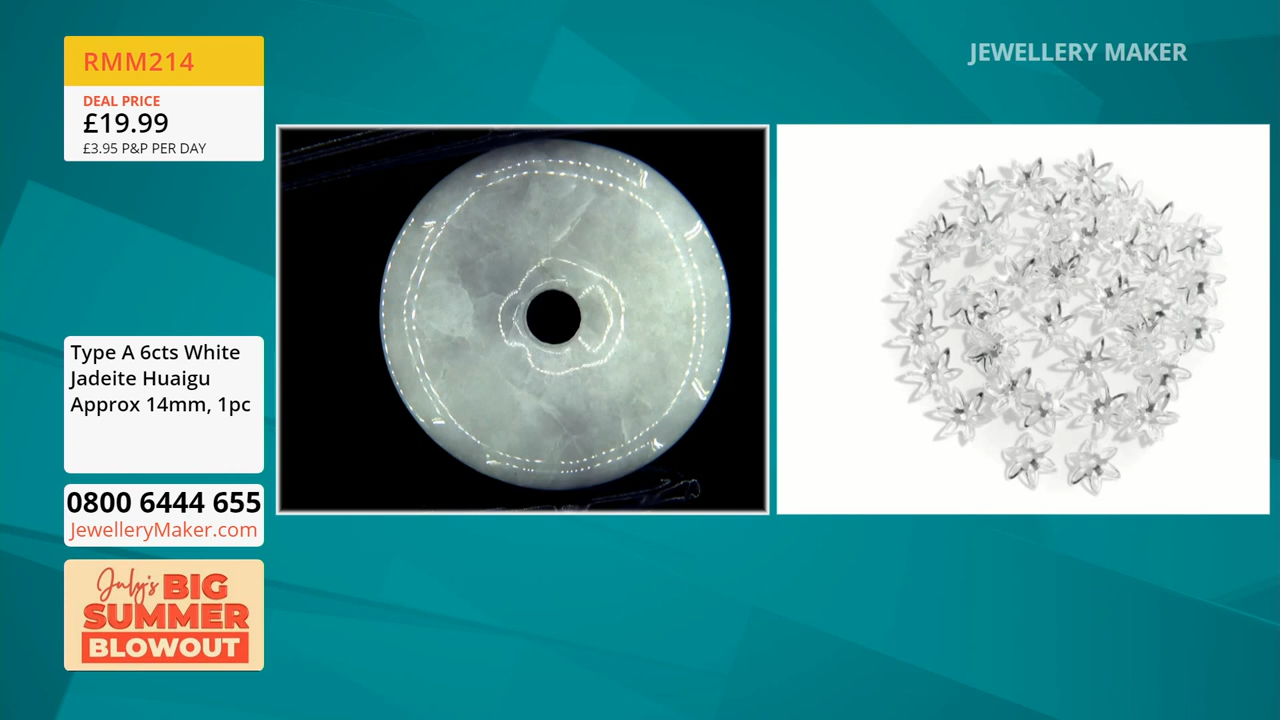 RMM214
DEAL PRICE
£19.99
£3.95 P&P PER DAY
JEWELLERY MAKER
Type A 6cts White
Jadeite Huaigu
Approx 14mm, 1pc
0800 6444 655
JewelleryMaker.com
July's BIG
SUMMER
BLOWOUT